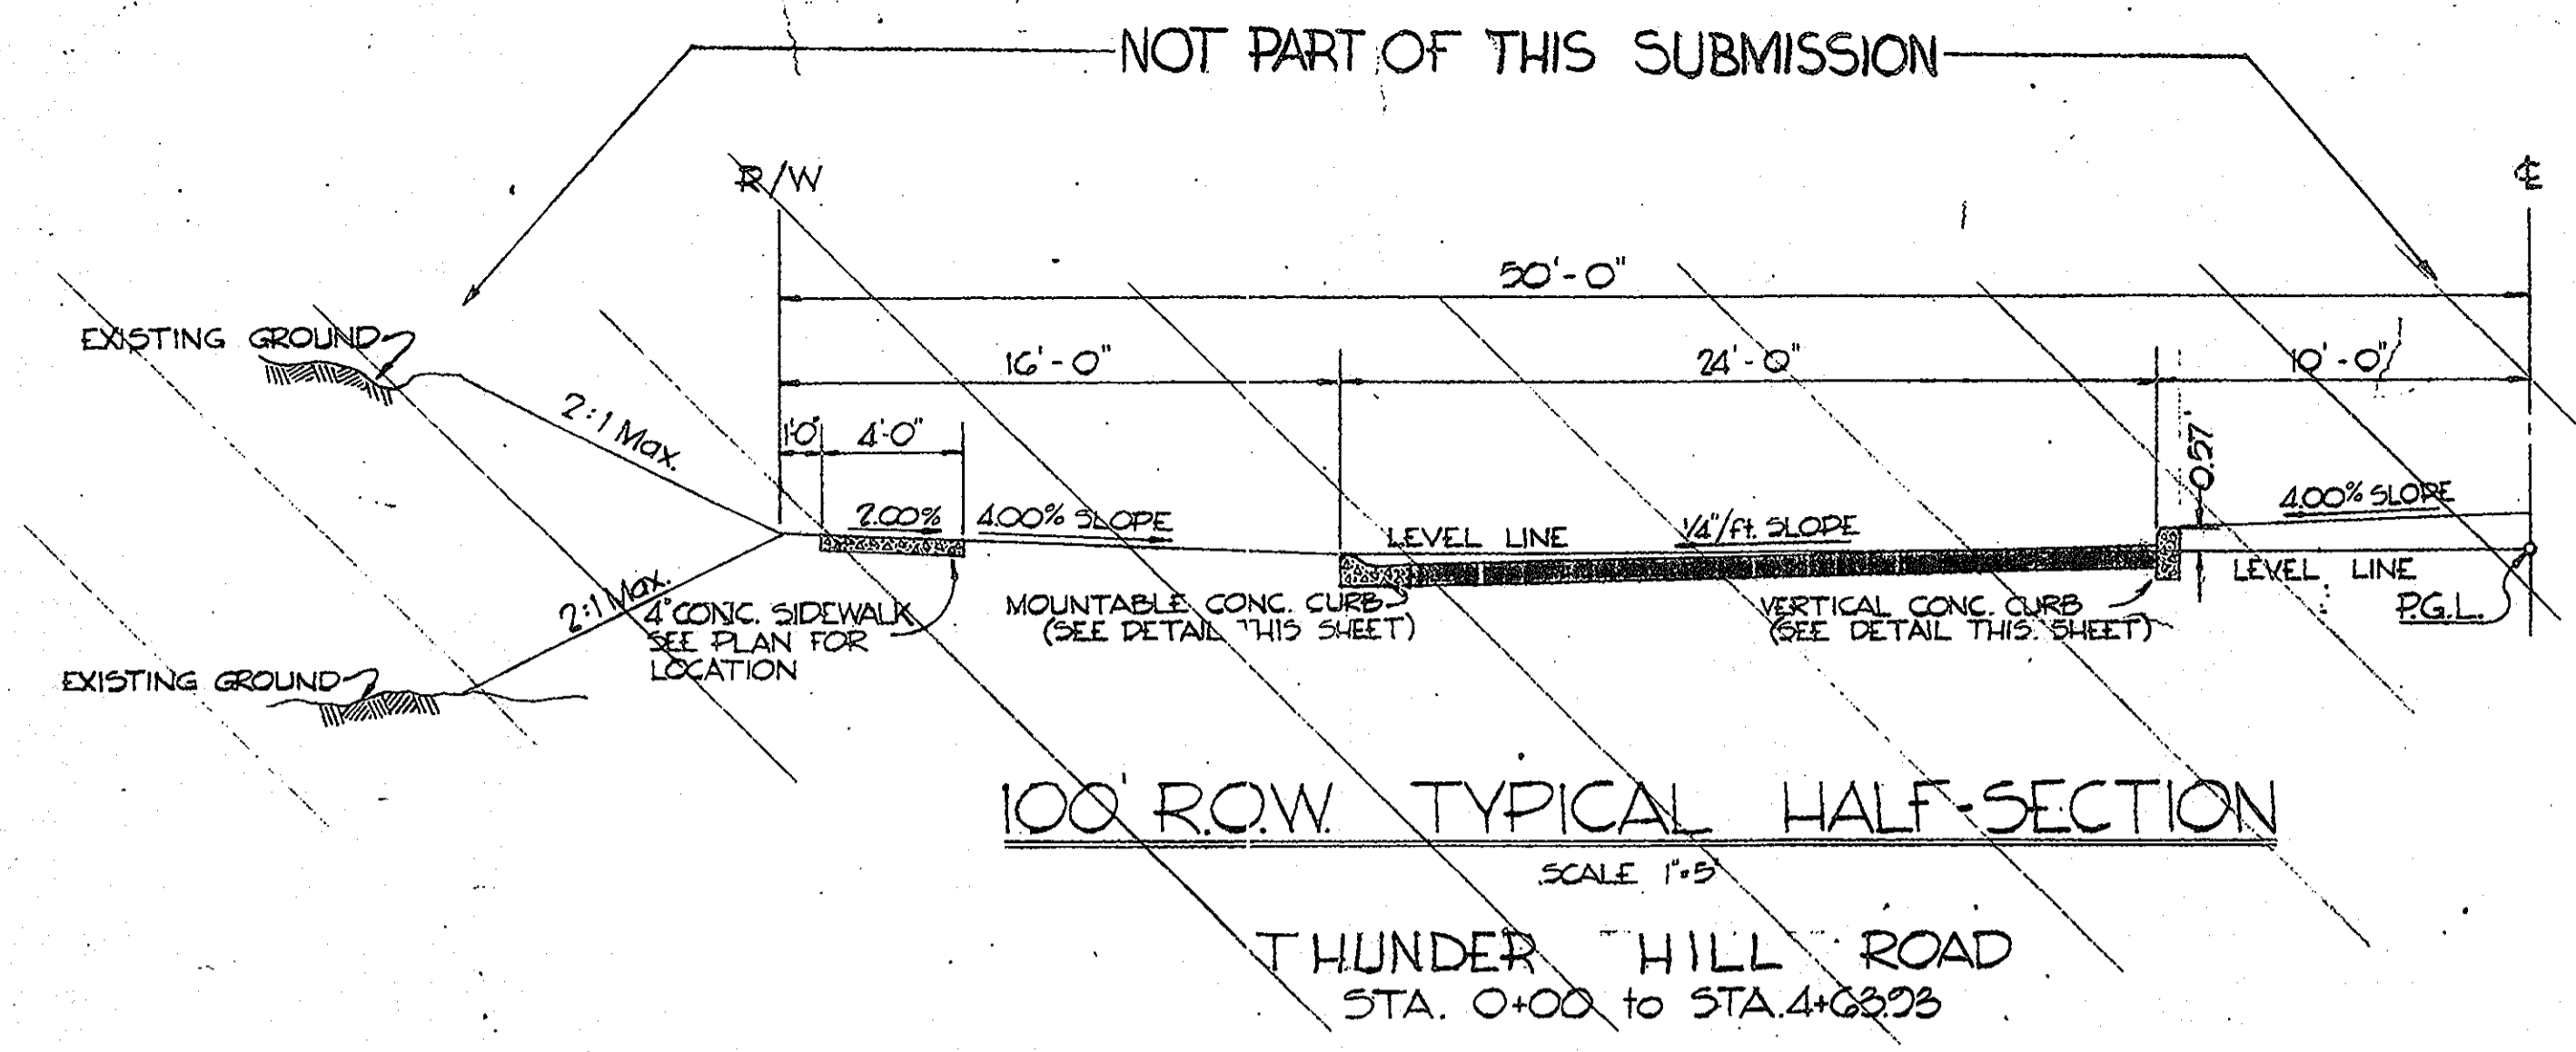 NOT PART OF THIS SUBMISSION
R/W
℄
50'-0"
EXISTING GROUND
16'-0"
24'-0"
10'-0"
2:1 Max.
1'-0"
4'-0"
0.57'
2.00%
4.00% SLOPE
LEVEL LINE
1/4"/ft. SLOPE
4.00% SLOPE
2:1 Max.
4" CONC. SIDEWALK
SEE PLAN FOR
LOCATION
MOUNTABLE CONC. CURB
(SEE DETAIL THIS SHEET)
VERTICAL CONC. CURB
(SEE DETAIL THIS SHEET)
LEVEL LINE
P.G.L.
EXISTING GROUND
100' R.O.W. TYPICAL HALF-SECTION
SCALE 1"=5'
THUNDER HILL ROAD
STA. 0+00 to STA. 4+63.93